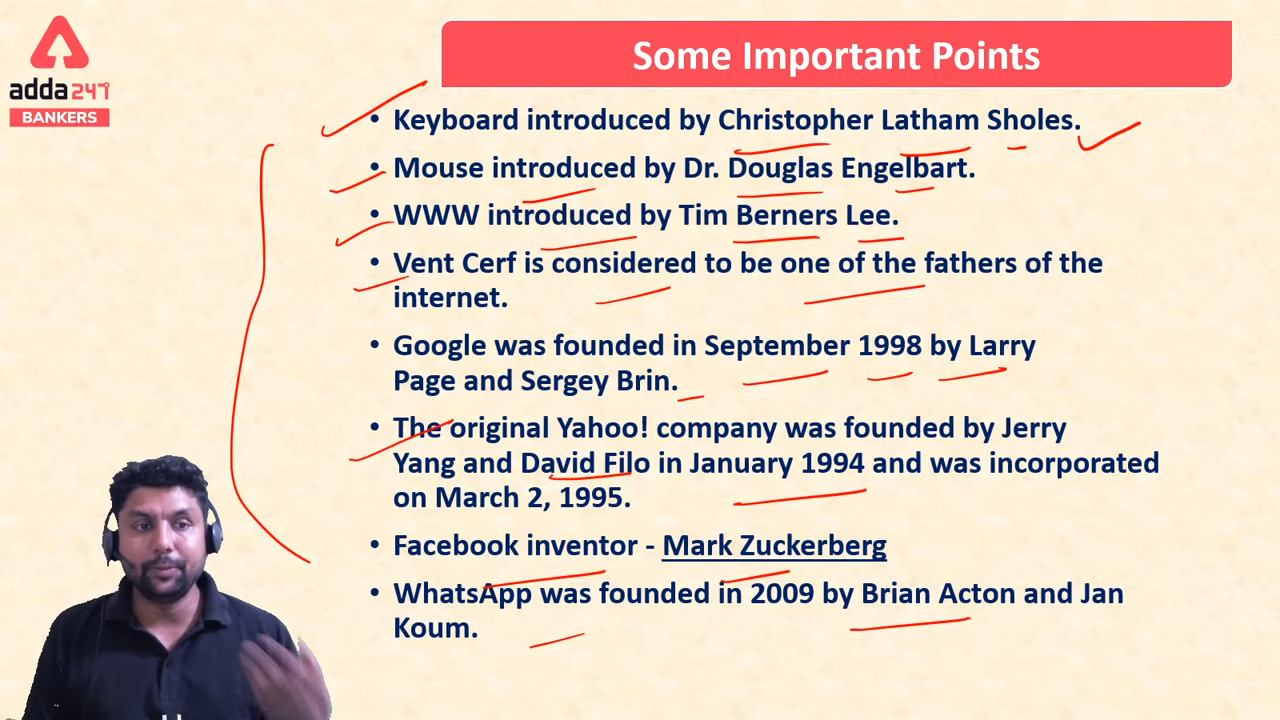 adda247
BANKERS
Some Important Points
• Keyboard introduced by Christopher Latham Sholes.
• Mouse introduced by Dr. Douglas Engelbart.
• WWW introduced by Tim Berners Lee.
• Vent Cerf is considered to be one of the fathers of the
internet.
• Google was founded in September 1998 by Larry
Page and Sergey Brin.
• The original Yahoo! company was founded by Jerry
Yang and David Filo in January 1994 and was incorporated
on March 2, 1995.
• Facebook inventor - Mark Zuckerberg
• WhatsApp was founded in 2009 by Brian Acton and Jan
Koum.